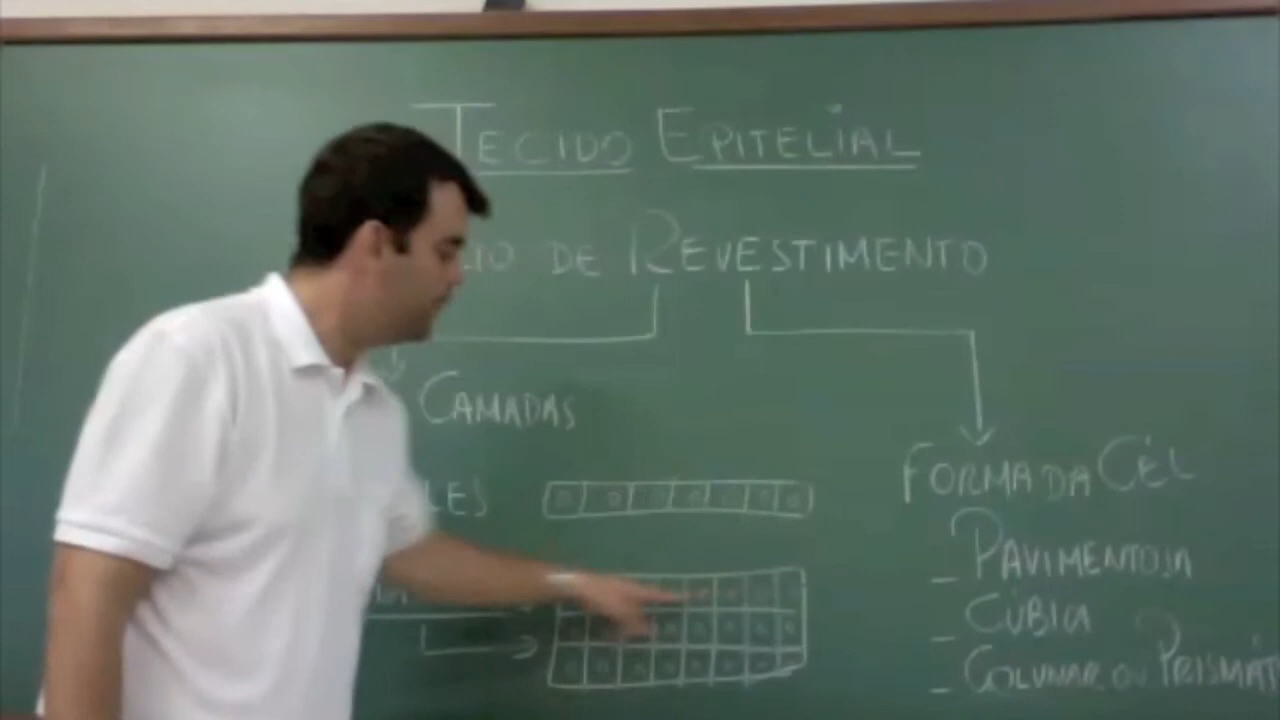 TECIDO EPITELIAL
DE REVESTIMENTO
CAMADAS
FORMA DA CÉL
- PAVIMENTOSA
- CÚBICA
- COLUNAR OU PRISMÁT